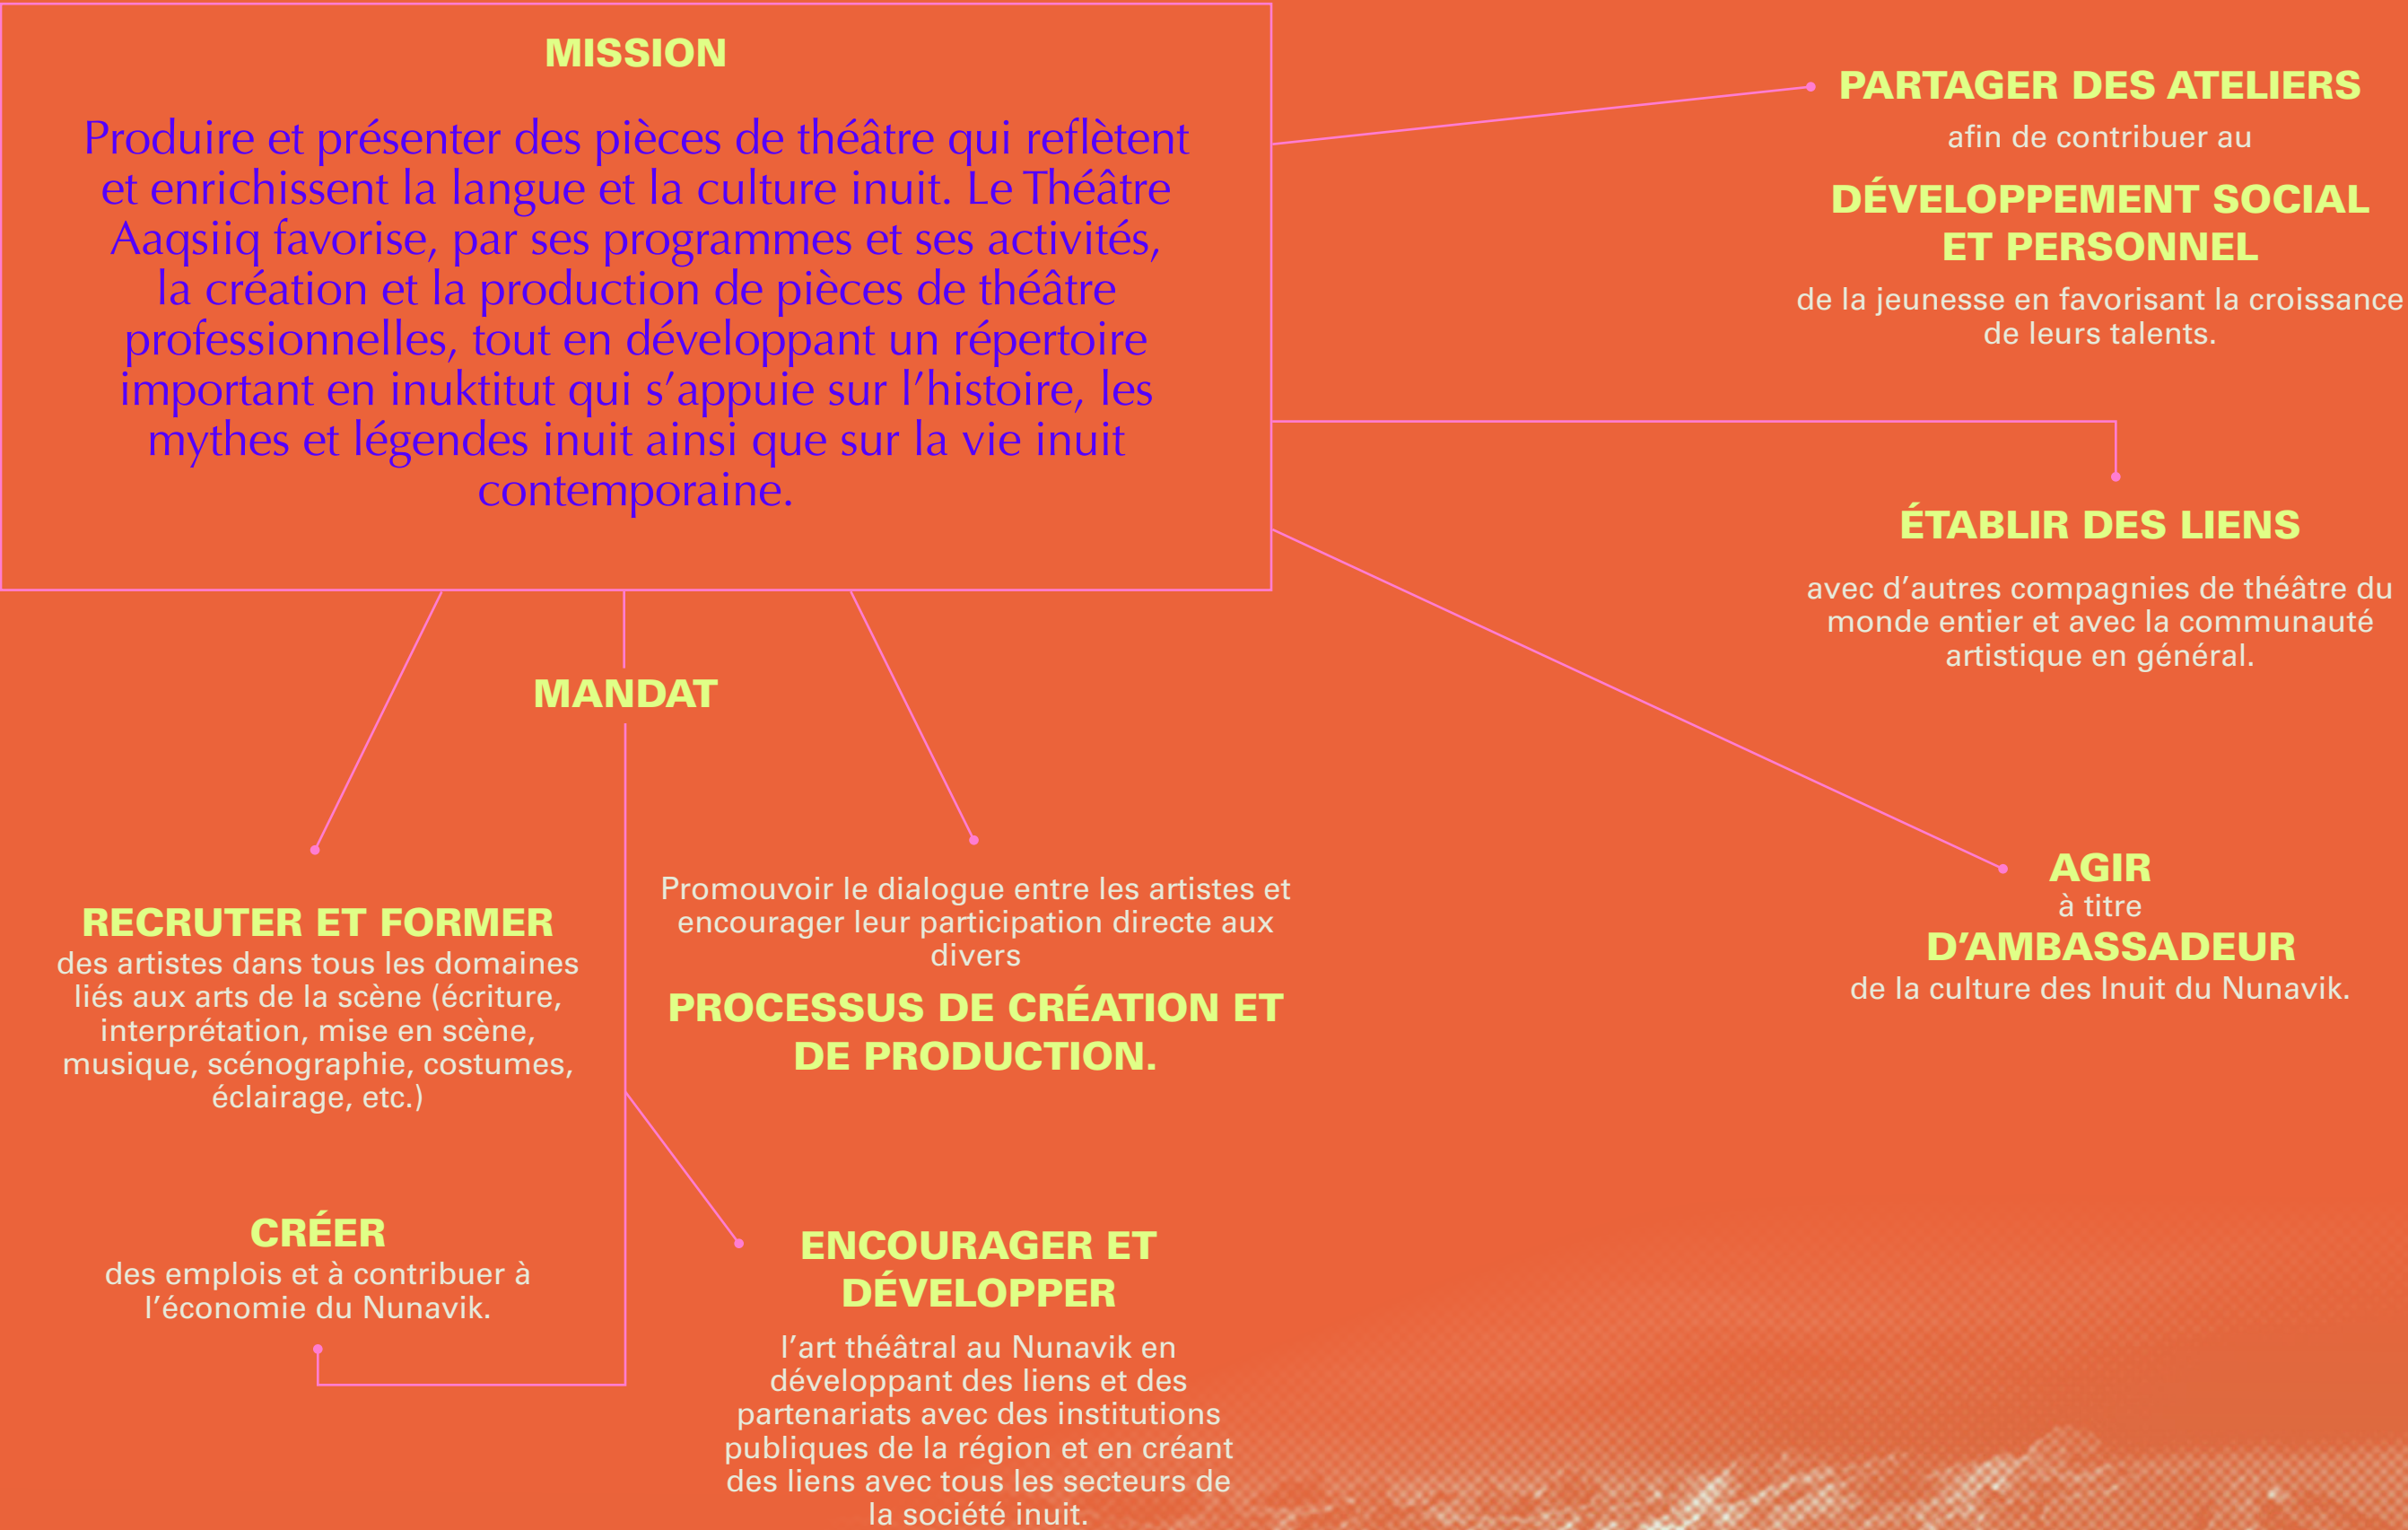 MISSION
Produire et présenter des pièces de théâtre qui reflètent
et enrichissent la langue et la culture inuit. Le Théâtre
Aaqsiiq favorise, par ses programmes et ses activités,
la création et la production de pièces de théâtre
professionnelles, tout en développant un répertoire
important en inuktitut qui s’appuie sur l’histoire, les
mythes et légendes inuit ainsi que sur la vie inuit
contemporaine.
PARTAGER DES ATELIERS
afin de contribuer au
DÉVELOPPEMENT SOCIAL
ET PERSONNEL
de la jeunesse en favorisant la croissance
de leurs talents.
ÉTABLIR DES LIENS
avec d’autres compagnies de théâtre du
monde entier et avec la communauté
artistique en général.
AGIR
à titre
D’AMBASSADEUR
de la culture des Inuit du Nunavik.
MANDAT
RECRUTER ET FORMER
des artistes dans tous les domaines
liés aux arts de la scène (écriture,
interprétation, mise en scène,
musique, scénographie, costumes,
éclairage, etc.)
Promouvoir le dialogue entre les artistes et
encourager leur participation directe aux
divers
PROCESSUS DE CRÉATION ET
DE PRODUCTION.
CRÉER
des emplois et à contribuer à
l’économie du Nunavik.
ENCOURAGER ET
DÉVELOPPER
l’art théâtral au Nunavik en
développant des liens et des
partenariats avec des institutions
publiques de la région et en créant
des liens avec tous les secteurs de
la société inuit.